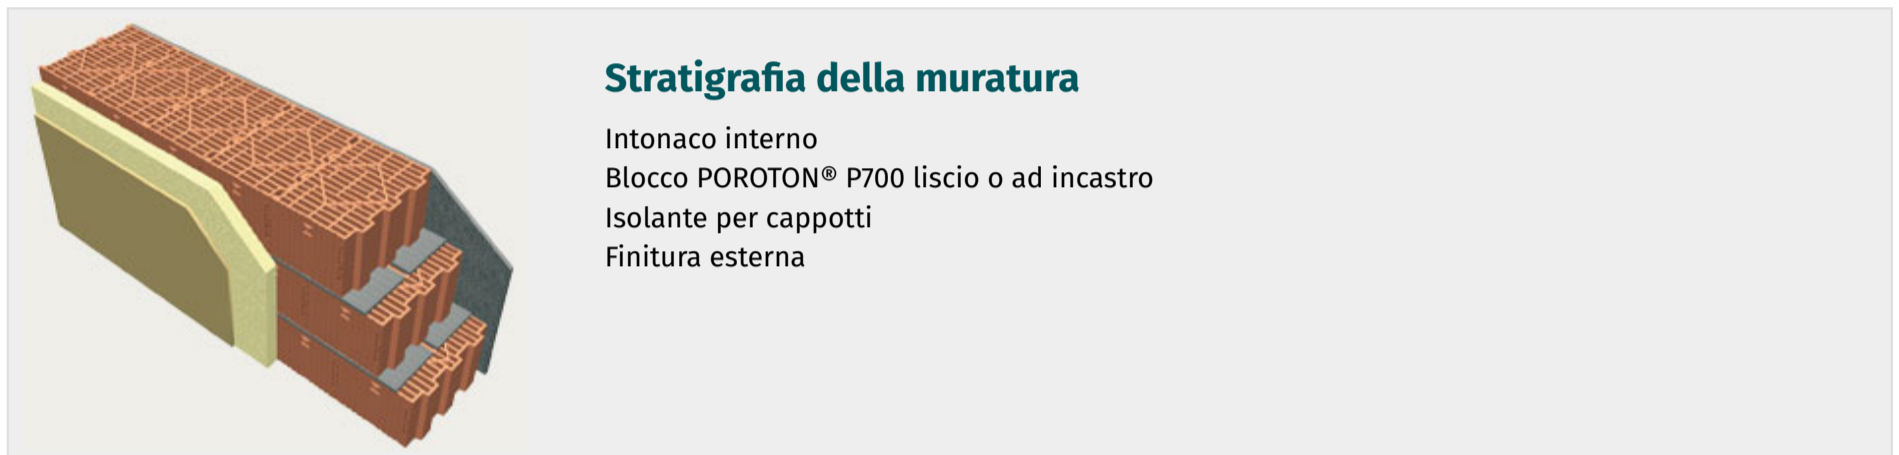 Stratigrafia della muratura
Intonaco interno
Blocco POROTON® P700 liscio o ad incastro
Isolante per cappotti
Finitura esterna